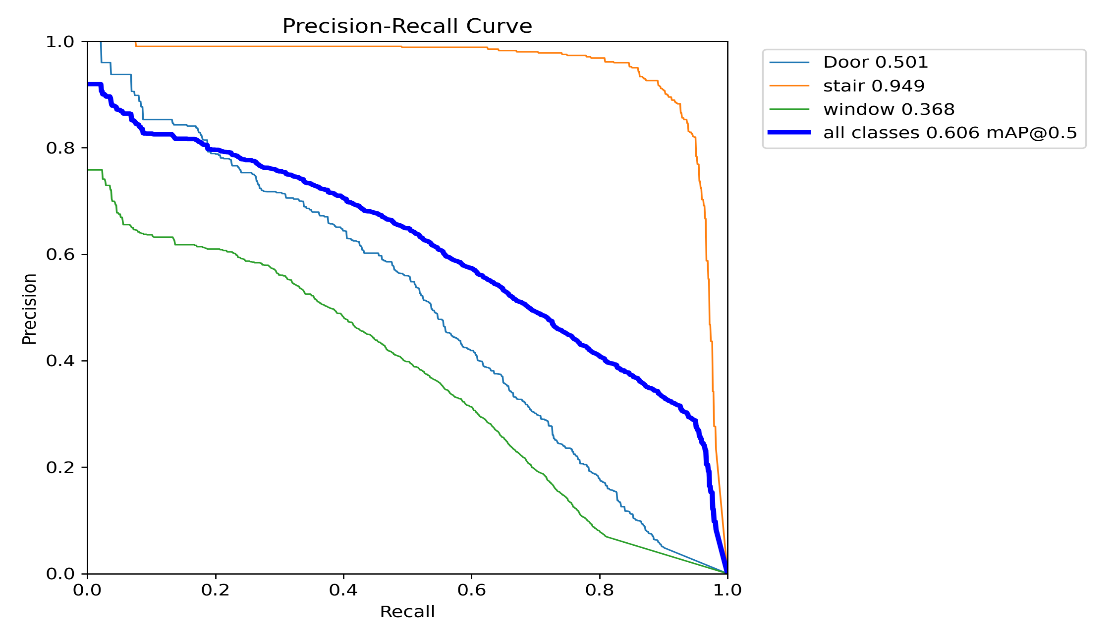 Precision-Recall Curve
1.0
0.8
0.6
0.4
0.2
0.0
Precision
0.0 0.2 0.4 0.6 0.8 1.0
Recall
Door 0.501
stair 0.949
window 0.368
all classes 0.606 mAP@0.5